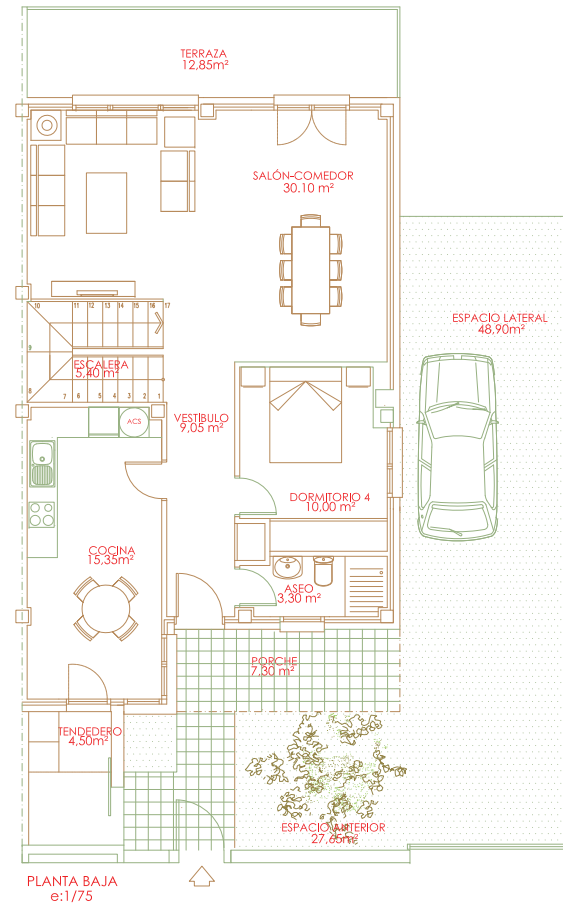 TERRAZA
12,85m²
SALÓN-COMEDOR
30.10 m²
ESPACIO LATERAL
48,90m²
10 11 12 13 14 15 16 17
9
ESCALERA
5,40 m²
8 7 6 5 4 3 2 1
VESTÍBULO
9,05 m²
ACS
DORMITORIO 4
10,00 m²
COCINA
15,35m²
ASEO
3,30 m²
PORCHE
7,30 m²
TENDEDERO
4,50m²
ESPACIO ANTERIOR
27,65m²
PLANTA BAJA
e:1/75